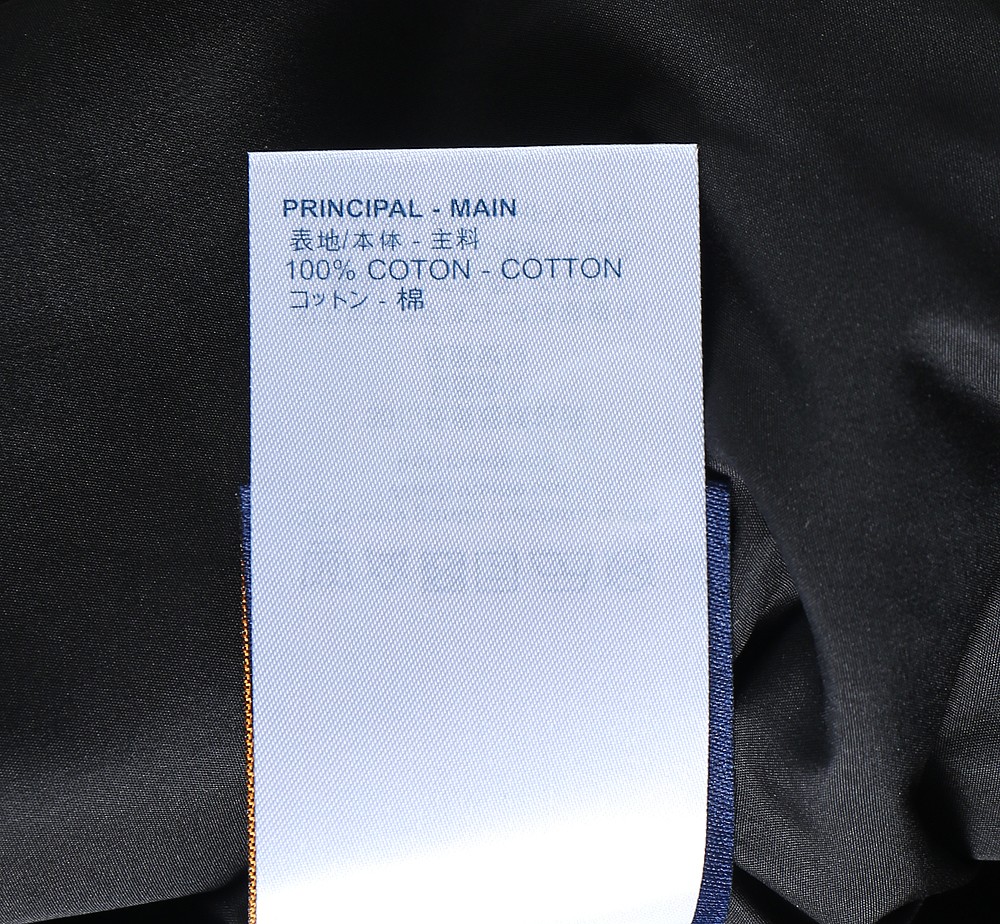 PRINCIPAL - MAIN
表地/本体 - 主料
100% COTON - COTTON
コットン - 棉